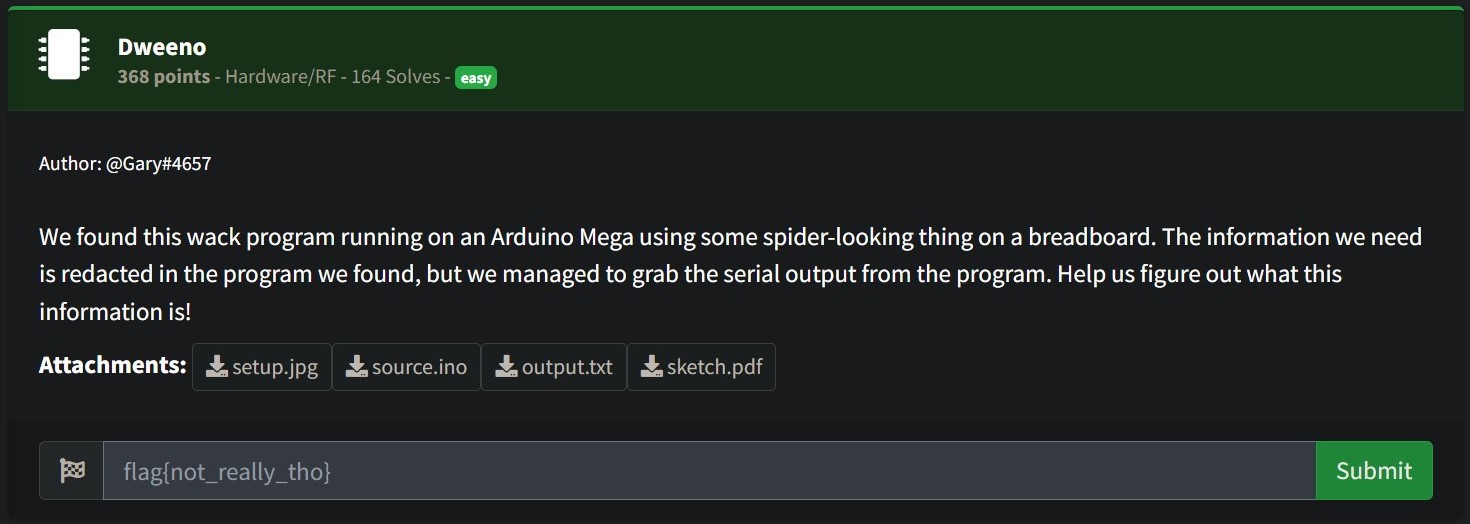 Dweeno
368 points - Hardware/RF - 164 Solves - easy
Author: @Gary#4657
We found this wack program running on an Arduino Mega using some spider-looking thing on a breadboard. The information we need
is redacted in the program we found, but we managed to grab the serial output from the program. Help us figure out what this
information is!
Attachments: setup.jpg source.ino output.txt sketch.pdf
flag{not_really_tho} Submit